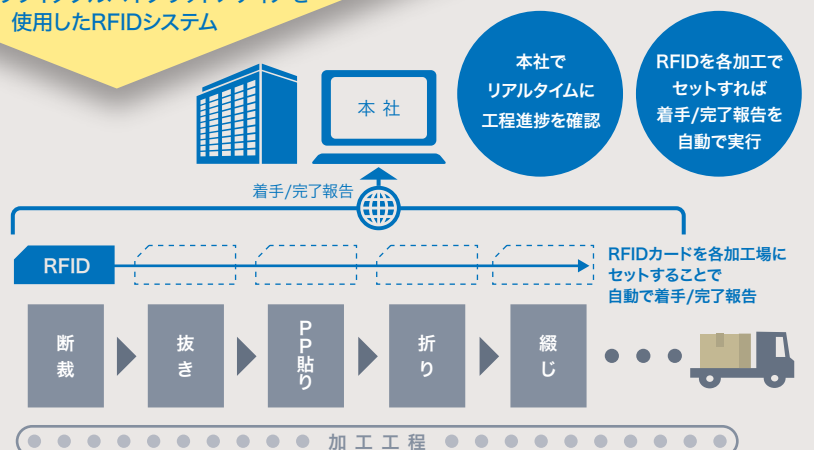 使用したRFIDシステム
本社で
リアルタイムに
工程進捗を確認
RFIDを各加工で
セットすれば
着手/完了報告を
自動で実行
本社
着手/完了報告
RFID
RFIDカードを各加工場に
セットすることで
自動で着手/完了報告
断裁
抜き
PP貼り
折り
綴じ
加工工程